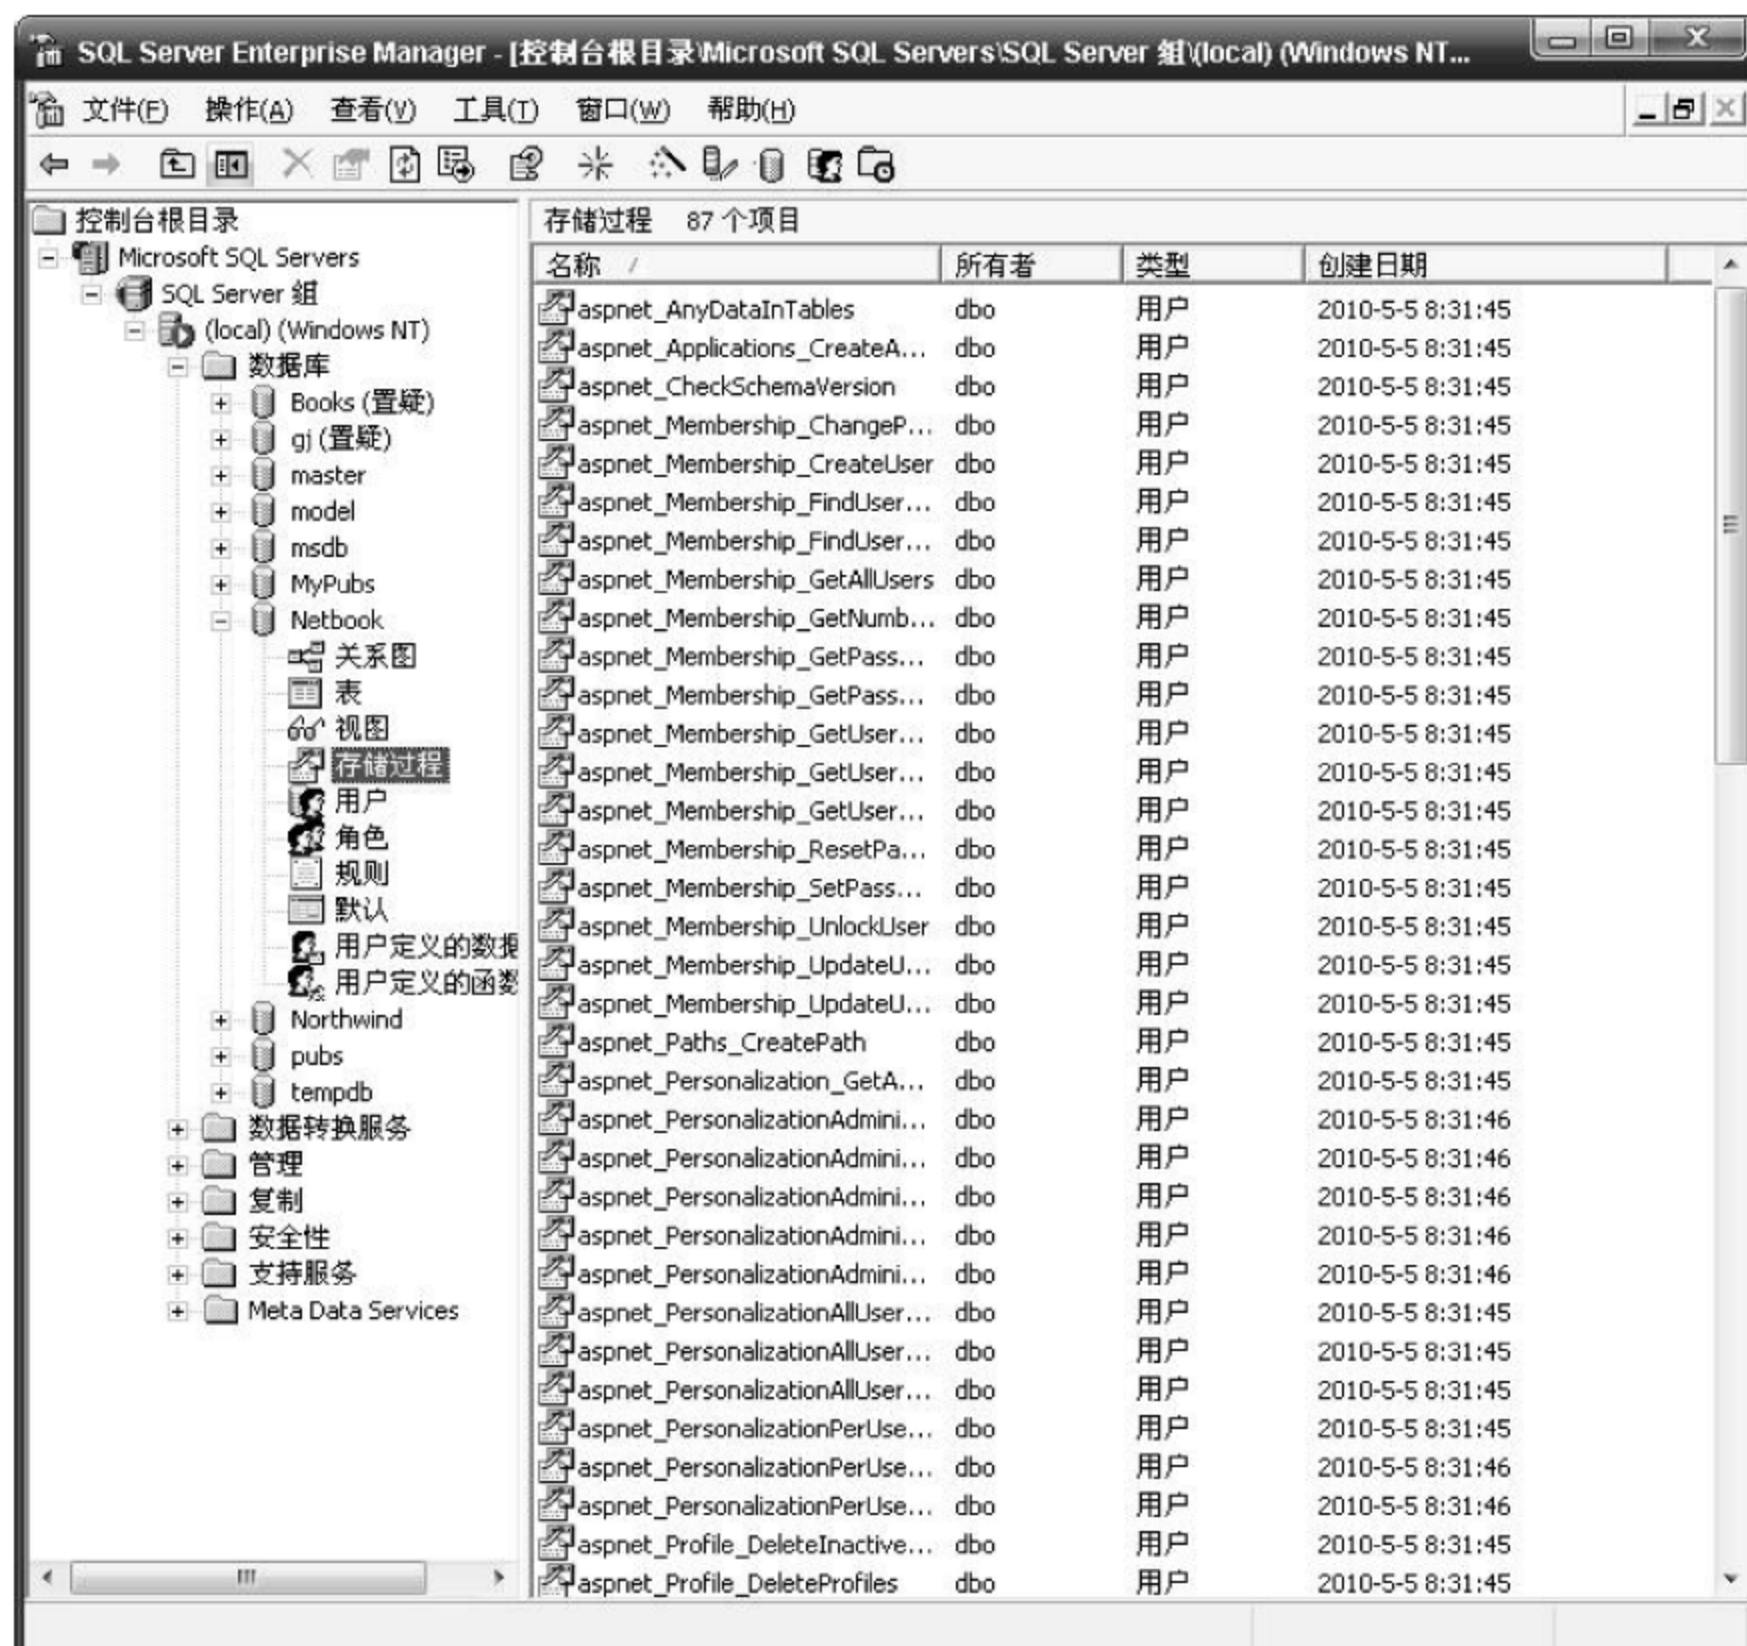 SQL Server Enterprise Manager - [控制台根目录\Microsoft SQL Servers\SQL Server 组\(local) (Windows NT...
文件(F) 操作(A) 查看(V) 工具(T) 窗口(W) 帮助(H)
控制台根目录
Microsoft SQL Servers
SQL Server 组
(local) (Windows NT)
数据库
Books (置疑)
gj (置疑)
master
model
msdb
MyPubs
Netbook
关系图
表
视图
存储过程
用户
角色
规则
默认
用户定义的数据
用户定义的函数
Northwind
pubs
tempdb
数据转换服务
管理
复制
安全性
支持服务
Meta Data Services
存储过程 87 个项目
名称 所有者 类型 创建日期
aspnet_AnyDataInTables dbo 用户 2010-5-5 8:31:45
aspnet_Applications_CreateA... dbo 用户 2010-5-5 8:31:45
aspnet_CheckSchemaVersion dbo 用户 2010-5-5 8:31:45
aspnet_Membership_ChangeP... dbo 用户 2010-5-5 8:31:45
aspnet_Membership_CreateUser dbo 用户 2010-5-5 8:31:45
aspnet_Membership_FindUser... dbo 用户 2010-5-5 8:31:45
aspnet_Membership_FindUser... dbo 用户 2010-5-5 8:31:45
aspnet_Membership_GetAllUsers dbo 用户 2010-5-5 8:31:45
aspnet_Membership_GetNumb... dbo 用户 2010-5-5 8:31:45
aspnet_Membership_GetPass... dbo 用户 2010-5-5 8:31:45
aspnet_Membership_GetPass... dbo 用户 2010-5-5 8:31:45
aspnet_Membership_GetUser... dbo 用户 2010-5-5 8:31:45
aspnet_Membership_GetUser... dbo 用户 2010-5-5 8:31:45
aspnet_Membership_GetUser... dbo 用户 2010-5-5 8:31:45
aspnet_Membership_ResetPa... dbo 用户 2010-5-5 8:31:45
aspnet_Membership_SetPass... dbo 用户 2010-5-5 8:31:45
aspnet_Membership_UnlockUser dbo 用户 2010-5-5 8:31:45
aspnet_Membership_UpdateU... dbo 用户 2010-5-5 8:31:45
aspnet_Membership_UpdateU... dbo 用户 2010-5-5 8:31:45
aspnet_Paths_CreatePath dbo 用户 2010-5-5 8:31:45
aspnet_Personalization_GetA... dbo 用户 2010-5-5 8:31:45
aspnet_PersonalizationAdmini... dbo 用户 2010-5-5 8:31:46
aspnet_PersonalizationAdmini... dbo 用户 2010-5-5 8:31:46
aspnet_PersonalizationAdmini... dbo 用户 2010-5-5 8:31:46
aspnet_PersonalizationAdmini... dbo 用户 2010-5-5 8:31:46
aspnet_PersonalizationAdmini... dbo 用户 2010-5-5 8:31:46
aspnet_PersonalizationAllUser... dbo 用户 2010-5-5 8:31:45
aspnet_PersonalizationAllUser... dbo 用户 2010-5-5 8:31:45
aspnet_PersonalizationAllUser... dbo 用户 2010-5-5 8:31:45
aspnet_PersonalizationPerUse... dbo 用户 2010-5-5 8:31:45
aspnet_PersonalizationPerUse... dbo 用户 2010-5-5 8:31:46
aspnet_PersonalizationPerUse... dbo 用户 2010-5-5 8:31:46
aspnet_Profile_DeleteInactive... dbo 用户 2010-5-5 8:31:45
aspnet_Profile_DeleteProfiles dbo 用户 2010-5-5 8:31:45